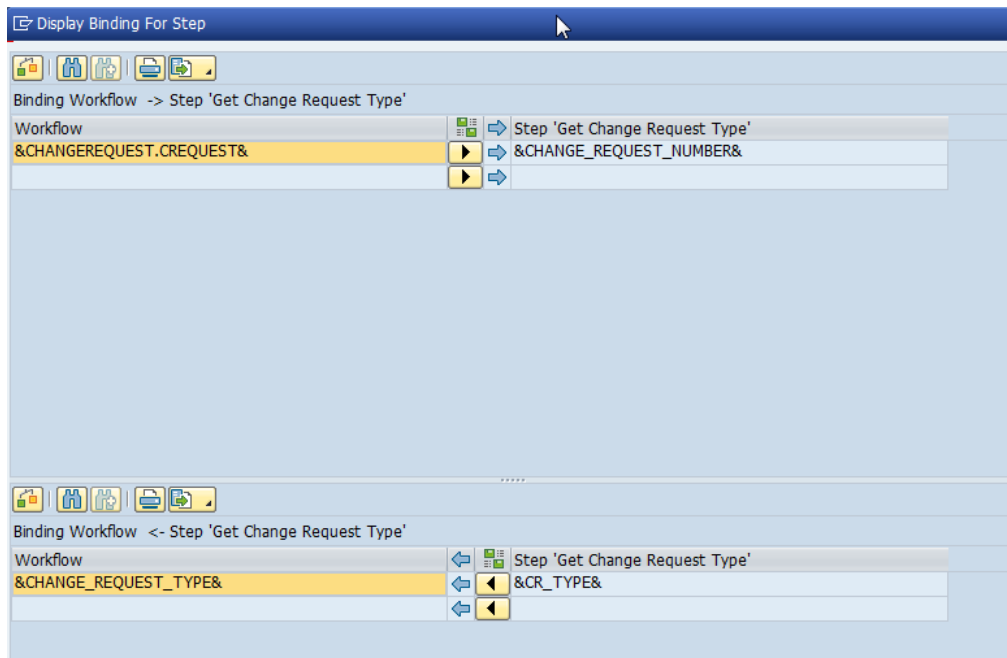 Display Binding For Step
Binding Workflow -> Step 'Get Change Request Type'
Workflow Step 'Get Change Request Type'
&CHANGEREQUEST.CREQUEST& &CHANGE_REQUEST_NUMBER&
Binding Workflow <- Step 'Get Change Request Type'
Workflow Step 'Get Change Request Type'
&CHANGE_REQUEST_TYPE& &CR_TYPE&